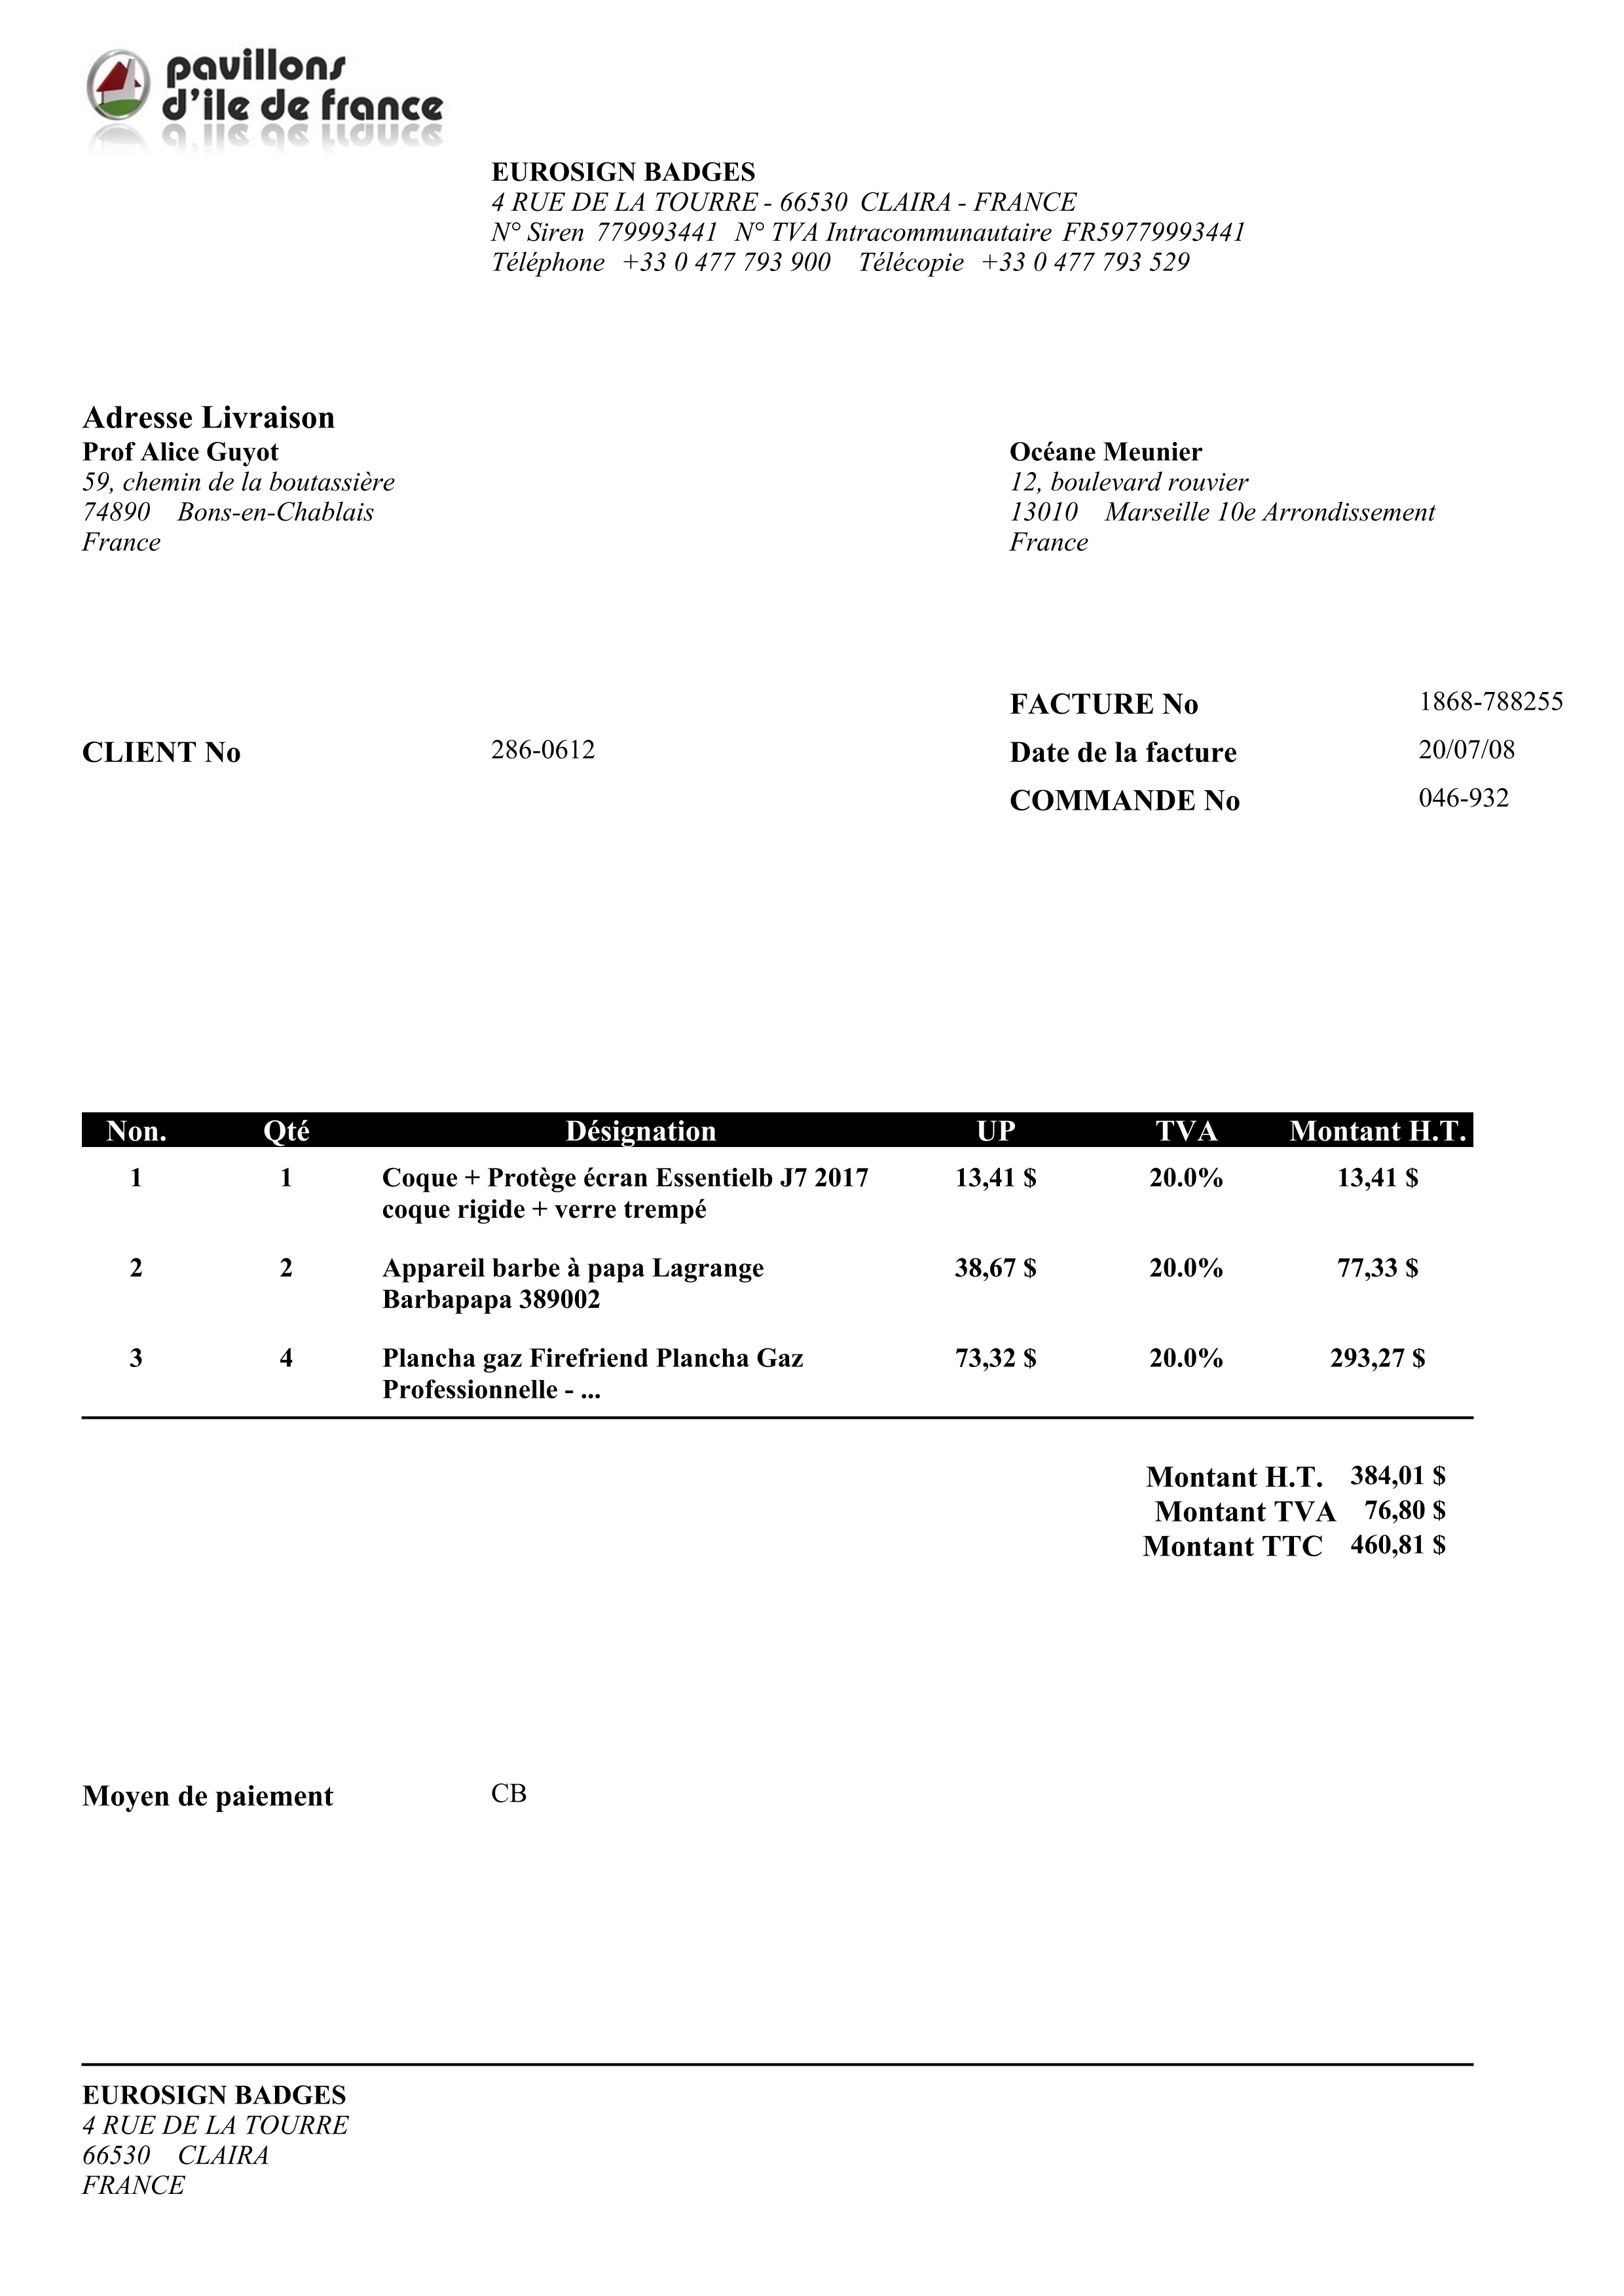 pavillons
d'ile de france
EUROSIGN BADGES
4 RUE DE LA TOURRE - 66530 CLAIRA - FRANCE
N° Siren 779993441 N° TVA Intracommunautaire FR59779993441
Téléphone +33 0 477 793 900 Télécopie +33 0 477 793 529
Adresse Livraison
Prof Alice Guyot
59, chemin de la boutassière
74890 Bons-en-Chablais
France
Océane Meunier
12, boulevard rouvier
13010 Marseille 10e Arrondissement
France
FACTURE No 1868-788255
CLIENT No 286-0612 Date de la facture 20/07/08
COMMANDE No 046-932
Non. Qté Désignation UP TVA Montant H.T.
1 1 Coque + Protège écran Essentielb J7 2017 13,41 $ 20.0% 13,41 $
coque rigide + verre trempé
2 2 Appareil barbe à papa Lagrange 38,67 $ 20.0% 77,33 $
Barbapapa 389002
3 4 Plancha gaz Firefriend Plancha Gaz 73,32 $ 20.0% 293,27 $
Professionnelle - ...
Montant H.T. 384,01 $
Montant TVA 76,80 $
Montant TTC 460,81 $
Moyen de paiement CB
EUROSIGN BADGES
4 RUE DE LA TOURRE
66530 CLAIRA
FRANCE